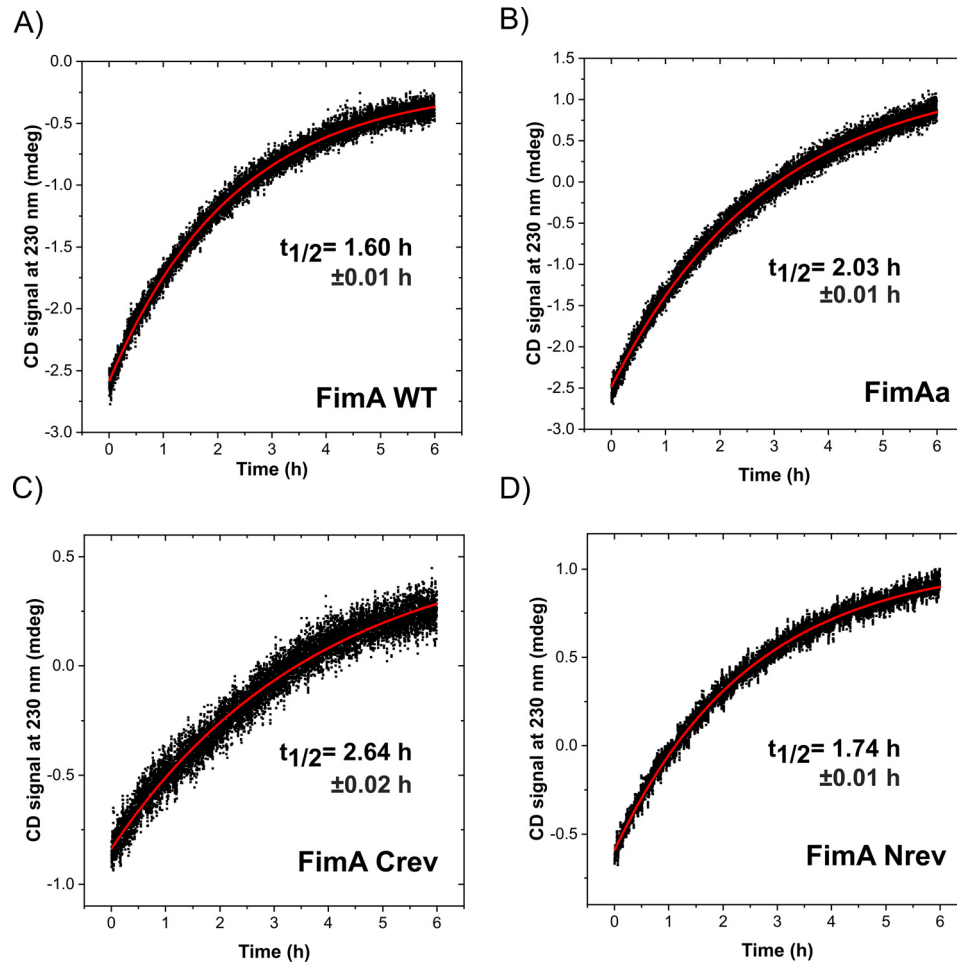 A)
CD signal at 230 nm (mdeg)
0.0
-0.5
-1.0
-1.5
-2.0
-2.5
-3.0
t1/2= 1.60 h
±0.01 h
FimA WT
0 1 2 3 4 5 6
Time (h)
B)
CD signal at 230 nm (mdeg)
1.5
1.0
0.5
0.0
-0.5
-1.0
-1.5
-2.0
-2.5
-3.0
t1/2= 2.03 h
±0.01 h
FimAa
0 1 2 3 4 5 6
Time (h)
C)
CD signal at 230 nm (mdeg)
0.5
0.0
-0.5
-1.0
t1/2= 2.64 h
±0.02 h
FimA Crev
0 1 2 3 4 5 6
Time (h)
D)
CD signal at 230 nm (mdeg)
1.0
0.5
0.0
-0.5
t1/2= 1.74 h
±0.01 h
FimA Nrev
0 1 2 3 4 5 6
Time (h)